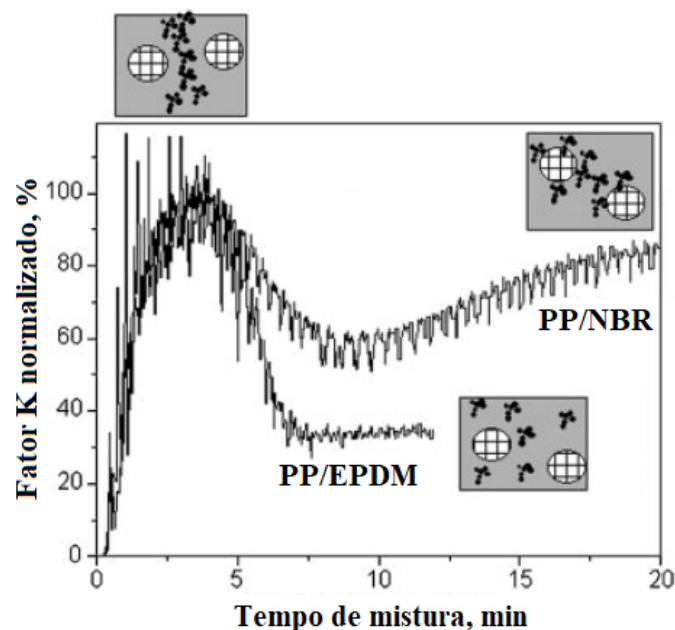 Fator K normalizado, %
100
80
60
40
20
0
PP/NBR
PP/EPDM
0
5
10
15
20
Tempo de mistura, min